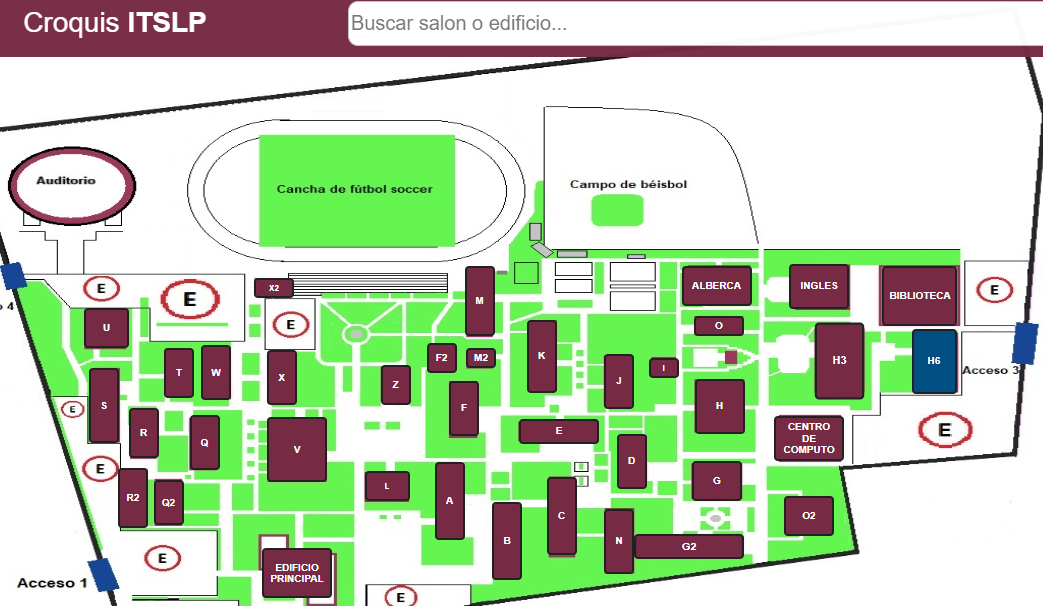 Croquis ITSLP
Buscar salon o edificio...
Auditorio
Cancha de fútbol soccer
Campo de béisbol
o 4
E
E
X2
E
M
ALBERCA
INGLES
BIBLIOTECA
E
U
O
T
W
X
F2
M2
K
J
I
H3
H6
Acceso 3
Z
S
E
R
Q
F
H
E
V
E
CENTRO
DE
COMPUTO
E
D
R2
Q2
L
A
C
G
O2
B
N
G2
E
Acceso 1
EDIFICIO
PRINCIPAL
E